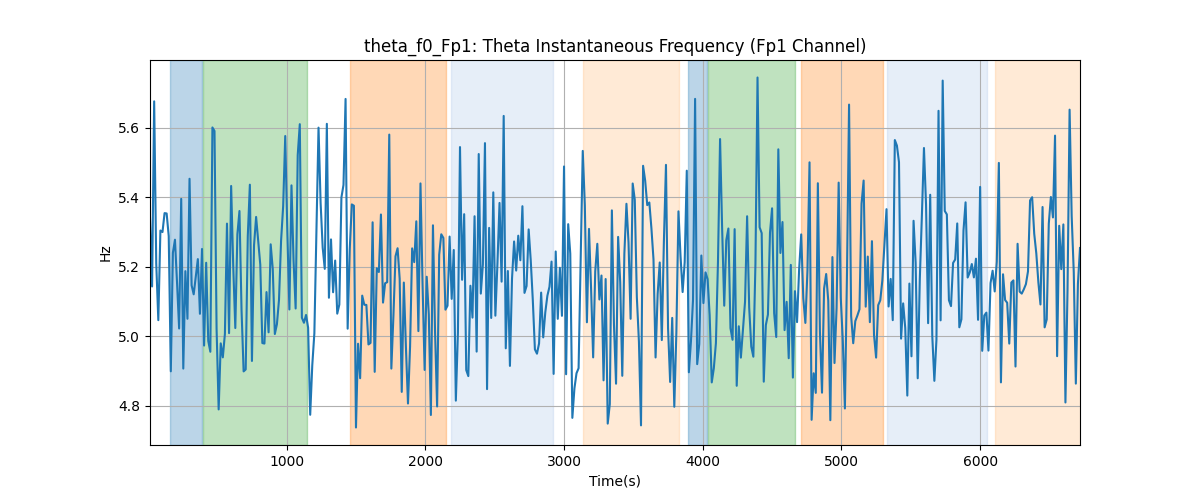 theta_f0_Fp1: Theta Instantaneous Frequency (Fp1 Channel)
Hz
5.6
5.4
5.2
5.0
4.8
1000 2000 3000 4000 5000 6000
Time(s)